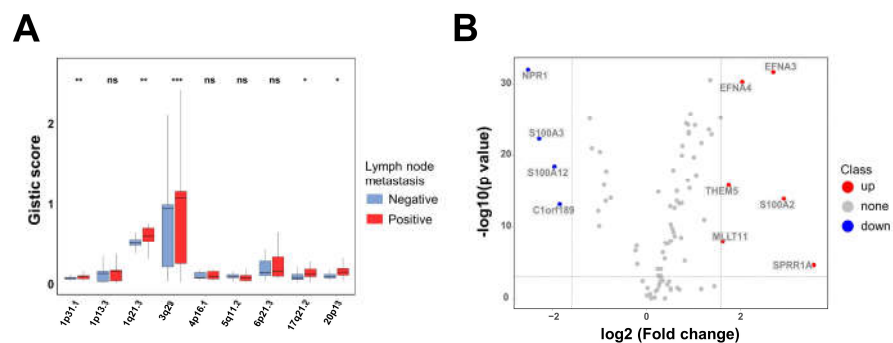 A
B
** ns ** *** ns ns ns * *
Gistic score
2
1
0
1p31.1 1p13.3 1q21.3 3q29 4p16.1 5q11.2 6p21.3 17q21.2 20p13
Lymph node
metastasis
Negative
Positive
-log10(p value)
30
20
10
0
NPR1
EFNA3
EFNA4
S100A3
S100A12
THEM5
C1orf189
S100A2
MLLT11
SPRR1A
−2 0 2
log2 (Fold change)
Class
up
none
down